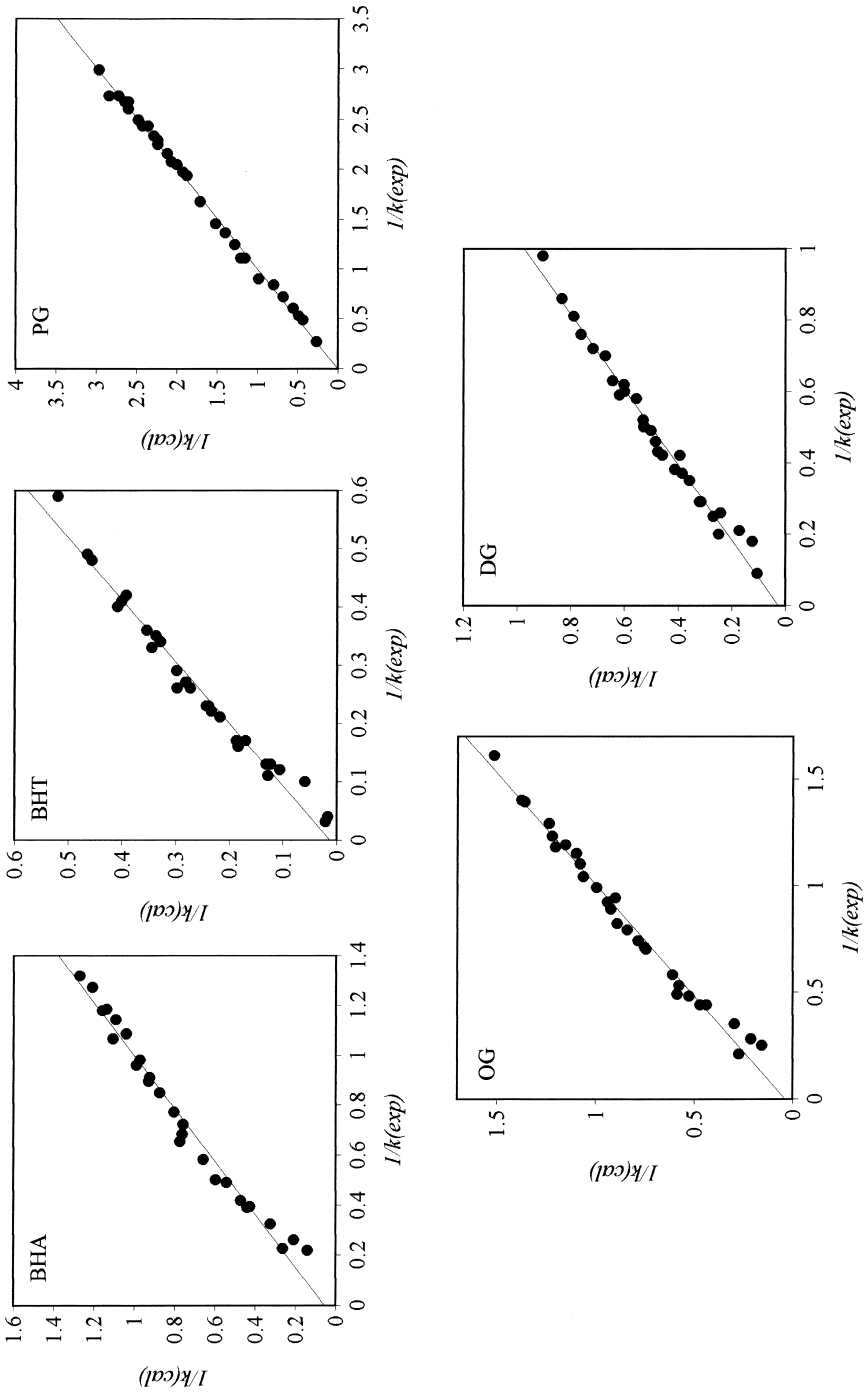 BHA
1/k(cal)
1.6
1.4
1.2
1
0.8
0.6
0.4
0.2
0
0 0.2 0.4 0.6 0.8 1 1.2 1.4
1/k(exp)
BHT
1/k(cal)
0.6
0.5
0.4
0.3
0.2
0.1
0
0 0.1 0.2 0.3 0.4 0.5 0.6
1/k(exp)
PG
1/k(cal)
4
3.5
3
2.5
2
1.5
1
0.5
0
0 0.5 1 1.5 2 2.5 3 3.5
1/k(exp)
OG
1/k(cal)
1.5
1
0.5
0
0 0.5 1 1.5
1/k(exp)
DG
1/k(cal)
1.2
1
0.8
0.6
0.4
0.2
0
0 0.2 0.4 0.6 0.8 1
1/k(exp)